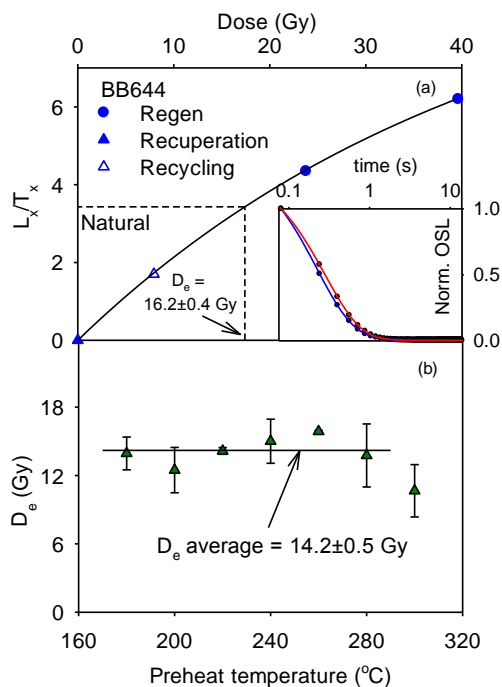 Dose (Gy)
0 10 20 30 40
BB644
(a)
Regen
Recuperation
Recycling
6
4
2
0
Lₓ/Tₓ
time (s)
0.1 1 10
1.0
0.5
0.0
Norm. OSL
Natural
Dₑ =
16.2±0.4 Gy
(b)
18
12
6
0
Dₑ (Gy)
Dₑ average = 14.2±0.5 Gy
160 200 240 280 320
Preheat temperature (°C)